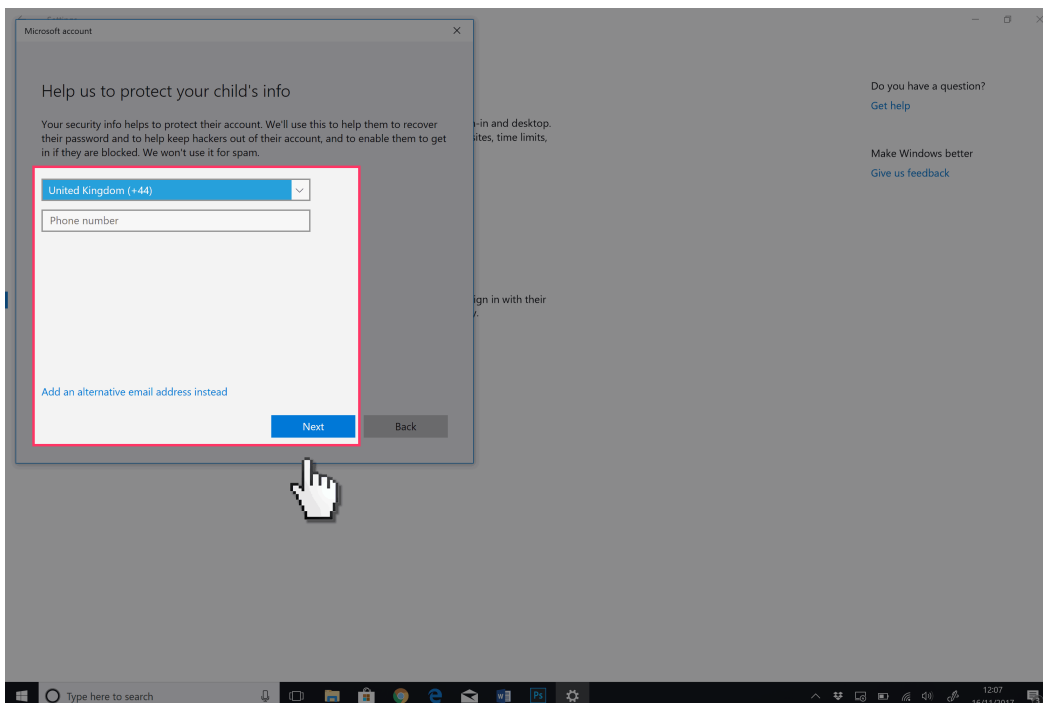 Microsoft account
Help us to protect your child's info
Your security info helps to protect their account. We'll use this to help them to recover
their password and to help keep hackers out of their account, and to enable them to get
in if they are blocked. We won't use it for spam.
United Kingdom (+44)
Phone number
Add an alternative email address instead
Next
Back
-in and desktop.
sites, time limits,
ign in with their
Do you have a question?
Get help
Make Windows better
Give us feedback
Type here to search
12:07
16/11/2017